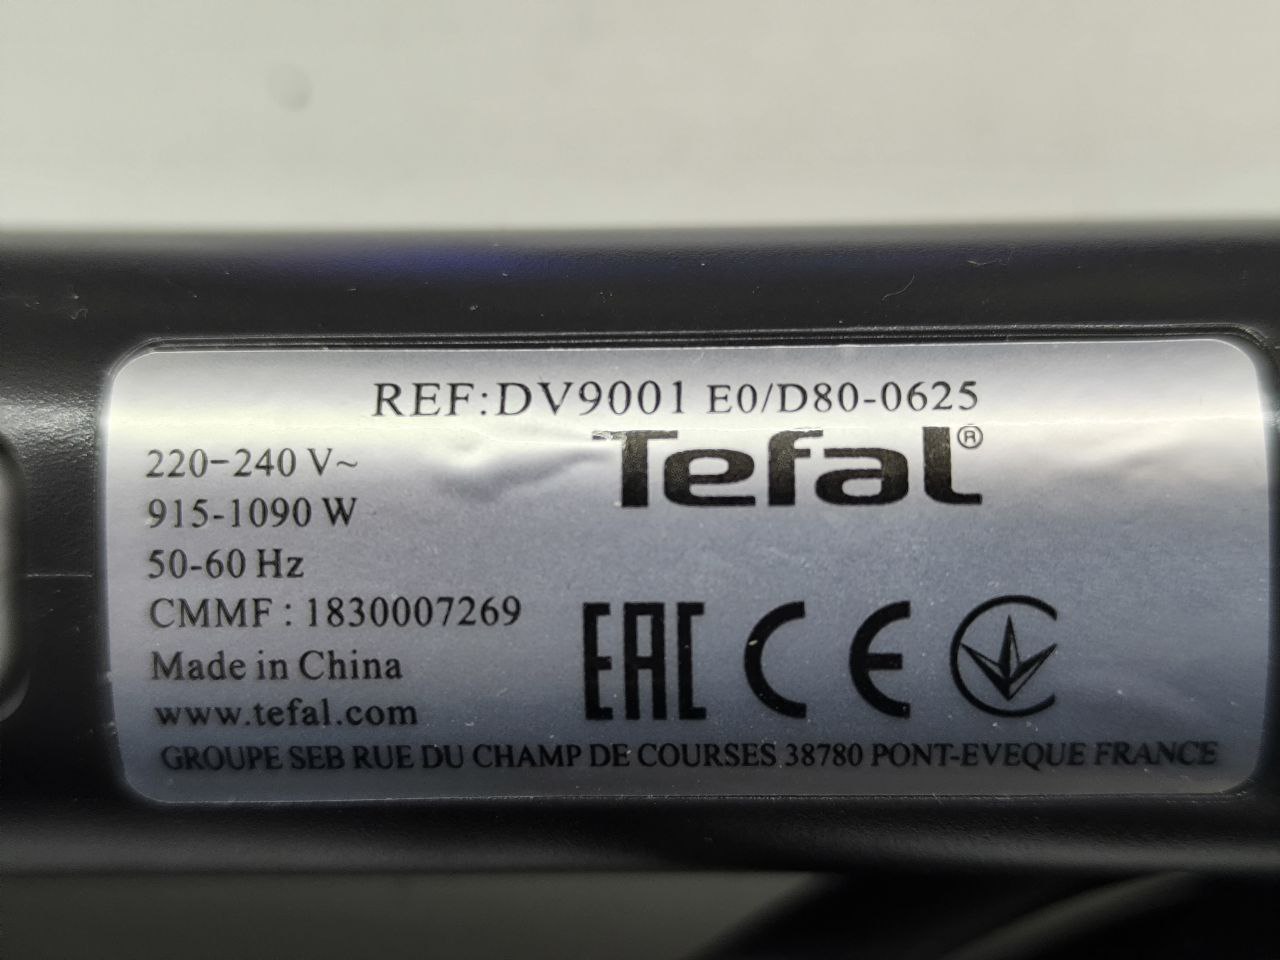 REF:DV9001 E0/D80-0625
Tefal®
220-240 V~
915-1090 W
50-60 Hz
CMMF : 1830007269
Made in China
www.tefal.com
EAC CE
GROUPE SEB RUE DU CHAMP DE COURSES 38780 PONT-EVEQUE FRANCE